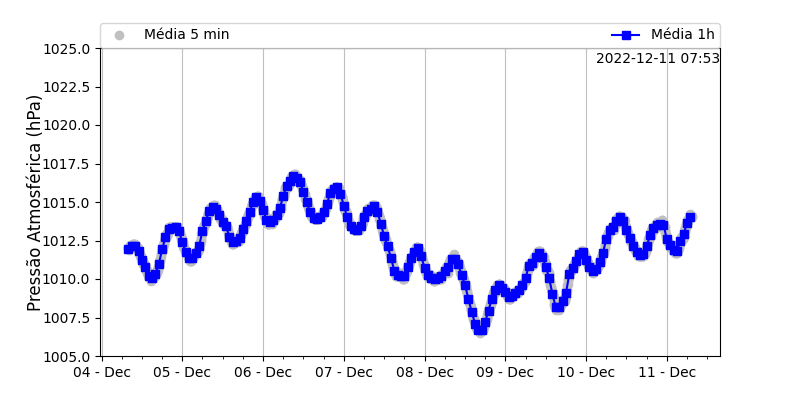 Média 5 min
Média 1h
2022-12-11 07:53
Pressão Atmosférica (hPa)
1025.0
1022.5
1020.0
1017.5
1015.0
1012.5
1010.0
1007.5
1005.0
04 - Dec
05 - Dec
06 - Dec
07 - Dec
08 - Dec
09 - Dec
10 - Dec
11 - Dec